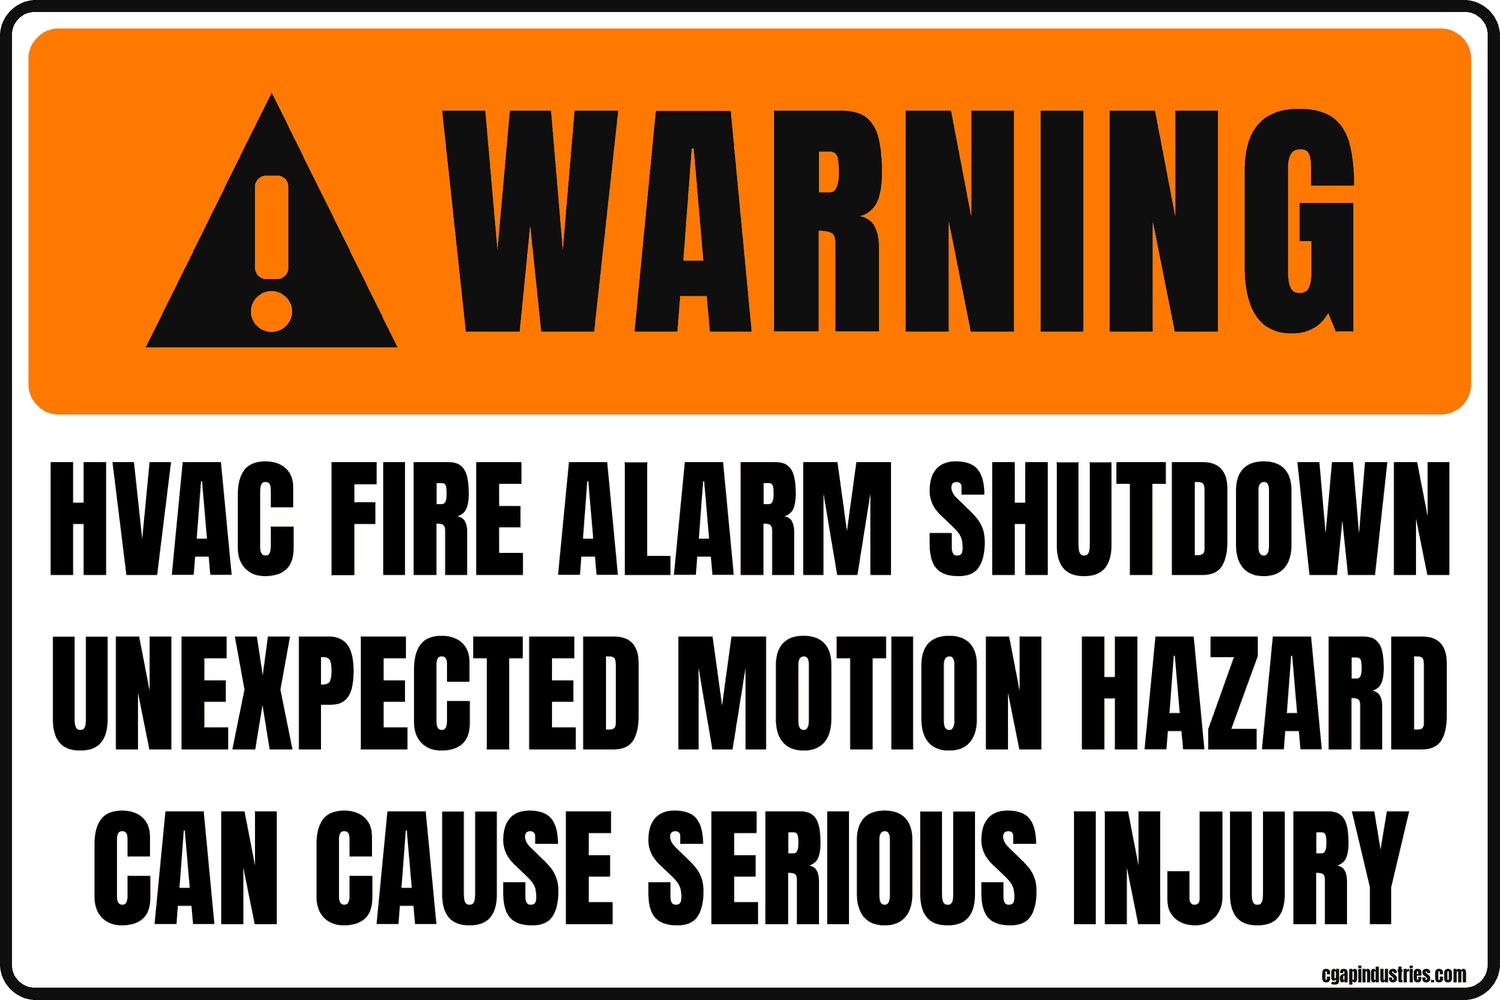 WARNING
HVAC FIRE ALARM SHUTDOWN
UNEXPECTED MOTION HAZARD
CAN CAUSE SERIOUS INJURY
cgapindustries.com